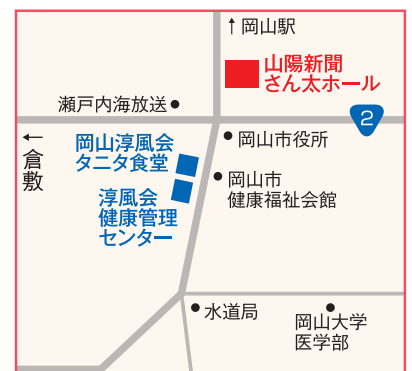 ↑岡山駅
山陽新聞
さん太ホール
瀬戸内海放送
2
←倉敷
岡山淳風会
タニタ食堂
岡山市役所
岡山市
健康福祉会館
淳風会
健康管理
センター
水道局
岡山大学
医学部